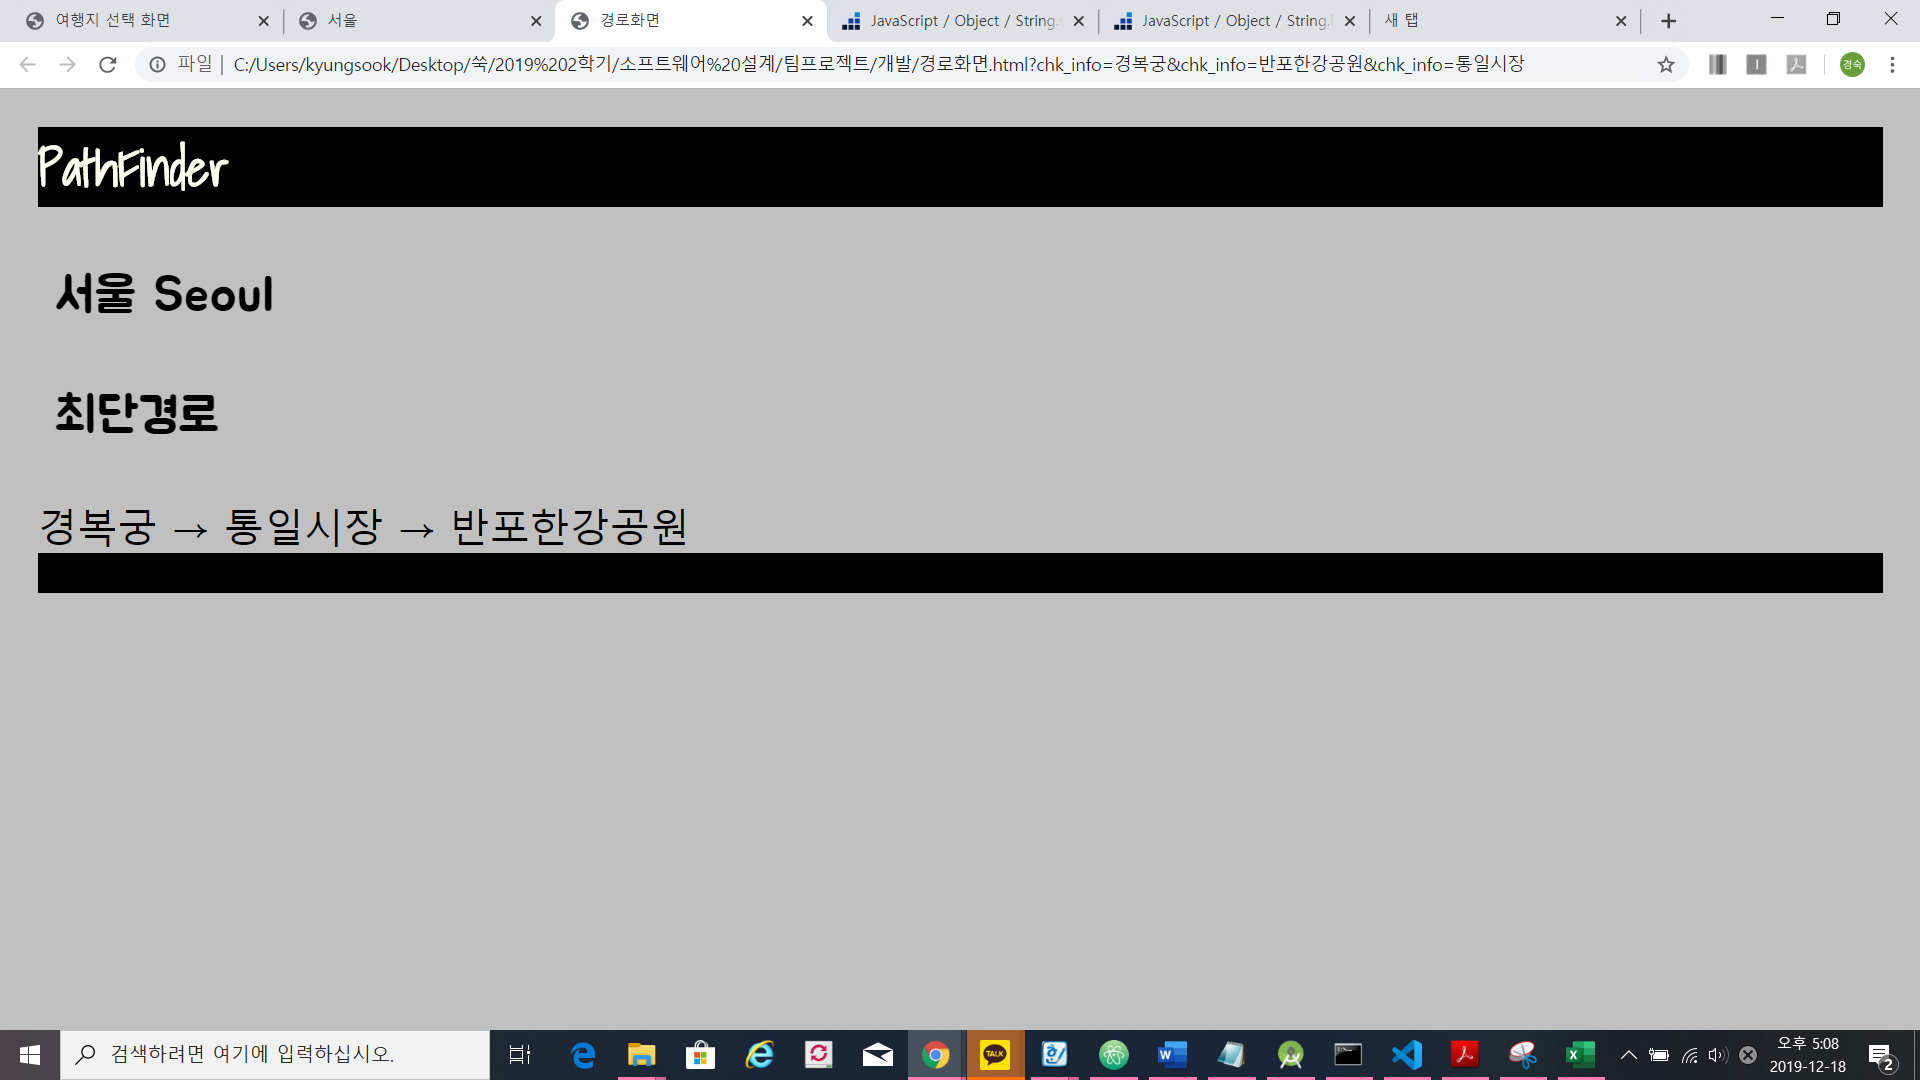 여행지 선택 화면
서울
경로화면
JavaScript / Object / String.s
JavaScript / Object / String.l
새 탭
파일 | C:/Users/kyungsook/Desktop/쑥/2019%202학기/소프트웨어%20설계/팀프로젝트/개발/경로화면.html?chk_info=경복궁&chk_info=반포한강공원&chk_info=통일시장
경숙
PathFinder
서울 Seoul
최단경로
경복궁 → 통일시장 → 반포한강공원
검색하려면 여기에 입력하십시오.
TALK
오후 5:08
2019-12-18
2